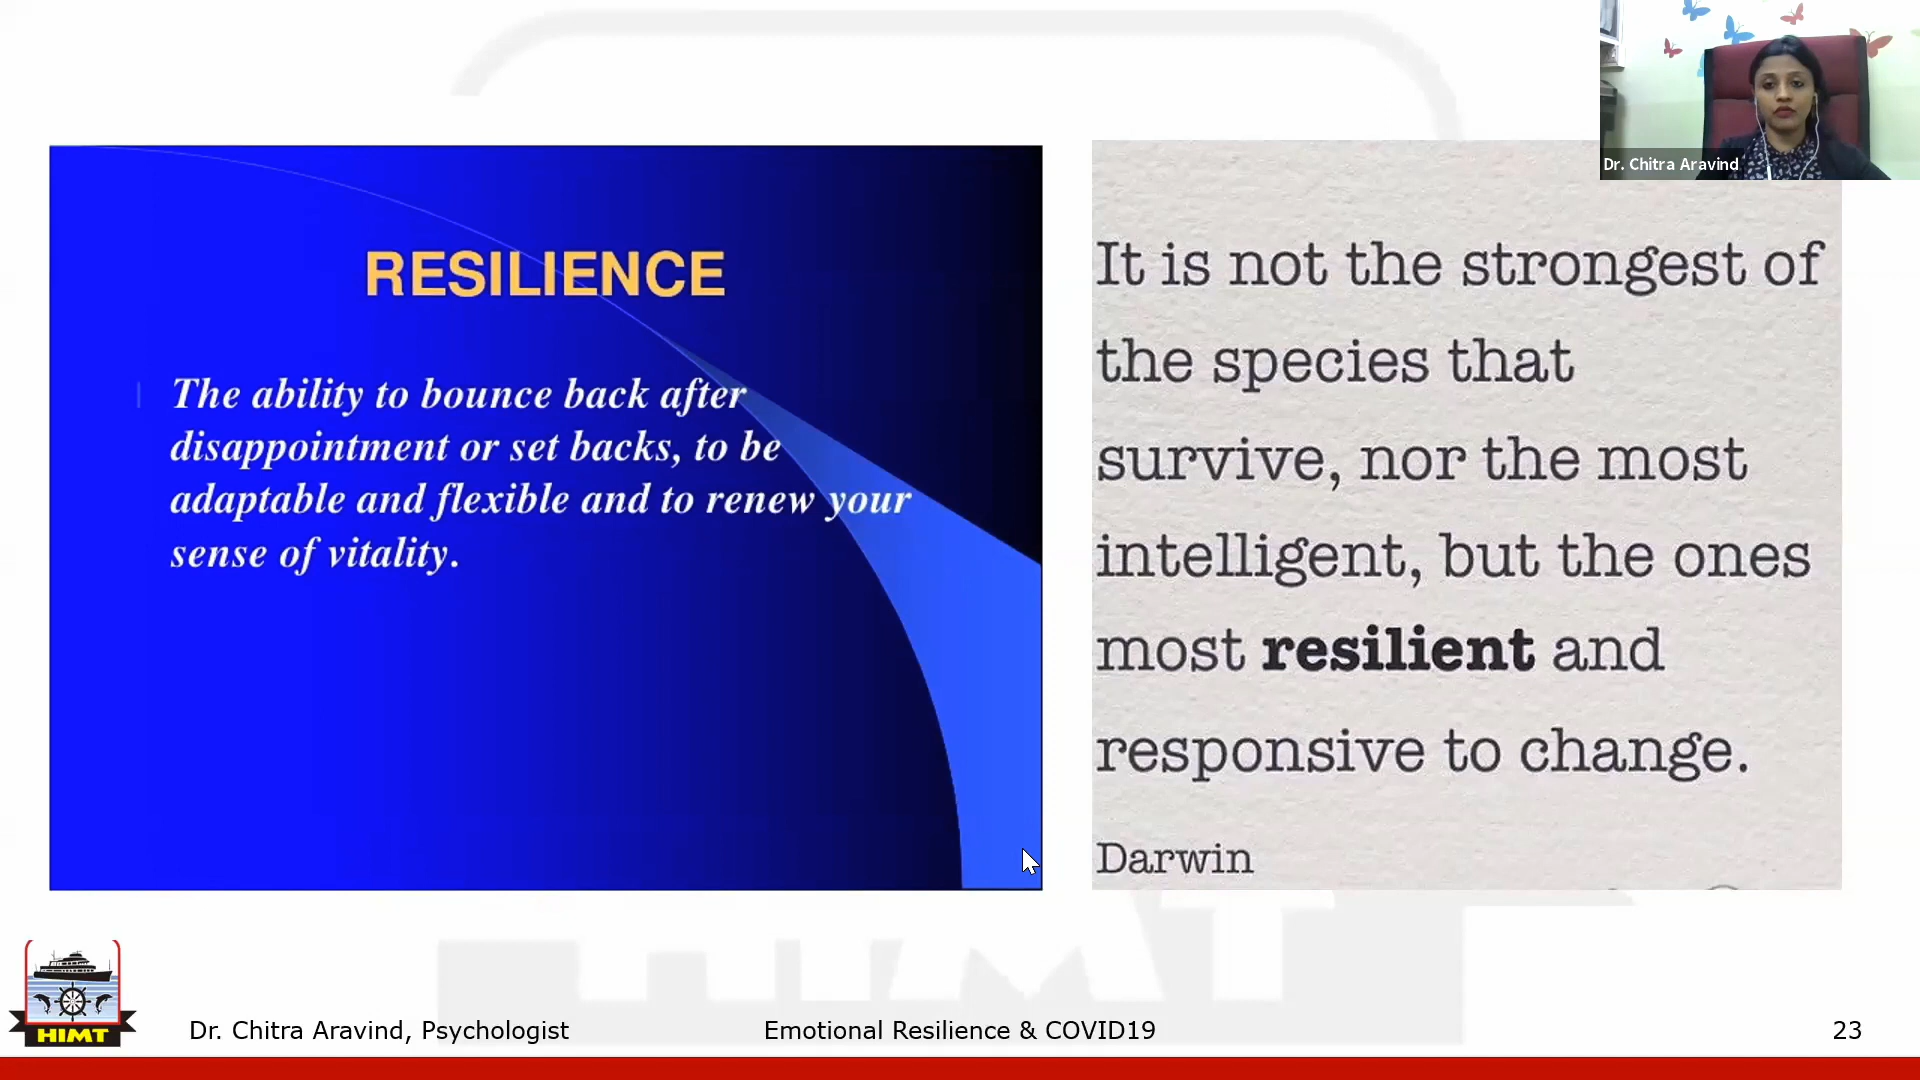 Dr. Chitra Aravind
RESILIENCE
The ability to bounce back after
disappointment or set backs, to be
adaptable and flexible and to renew your
sense of vitality.
It is not the strongest of
the species that
survive, nor the most
intelligent, but the ones
most resilient and
responsive to change.
Darwin
HIMT
HIMT
Dr. Chitra Aravind, Psychologist
Emotional Resilience & COVID19
23